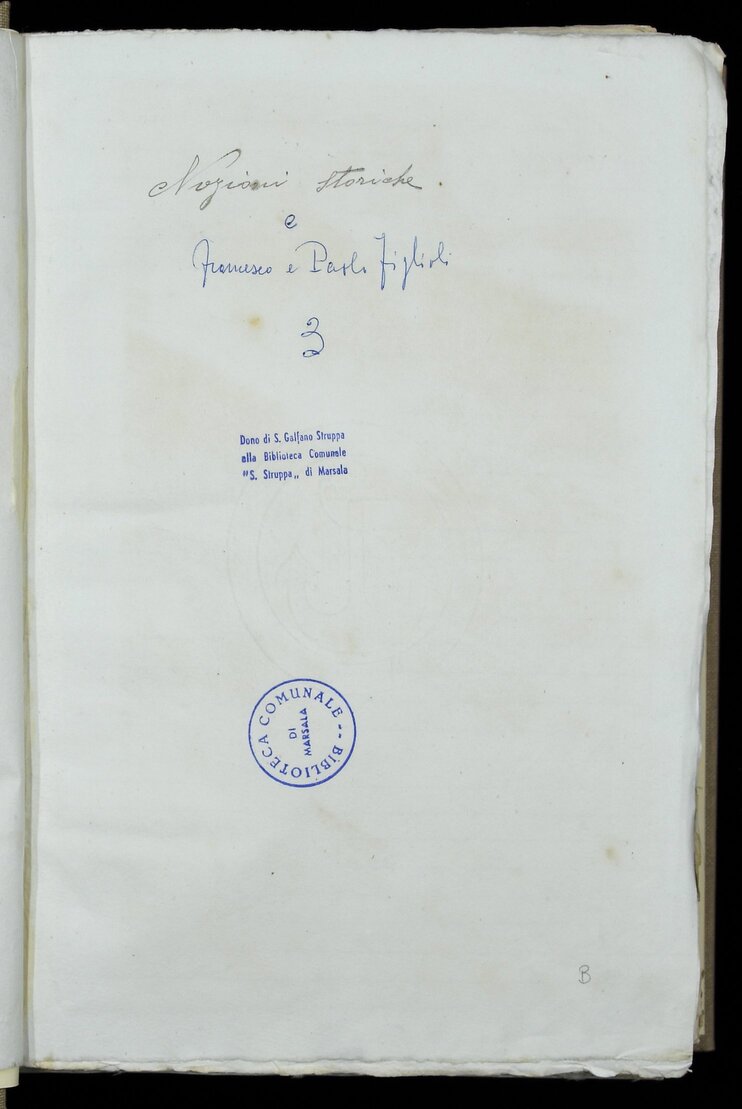 Nozioni storiche
e
Francesco e Paolo Figlioli
3
Dono di S. Galfano Struppa
alla Biblioteca Comunale
"S. Struppa„ di Marsala
BIBLIOTECA COMUNALE --
DI
MARSALA
B